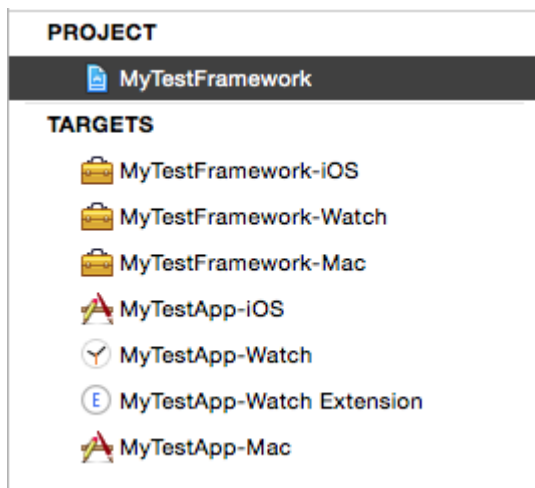 PROJECT
MyTestFramework
TARGETS
MyTestFramework-iOS
MyTestFramework-Watch
MyTestFramework-Mac
MyTestApp-iOS
MyTestApp-Watch
E MyTestApp-Watch Extension
MyTestApp-Mac